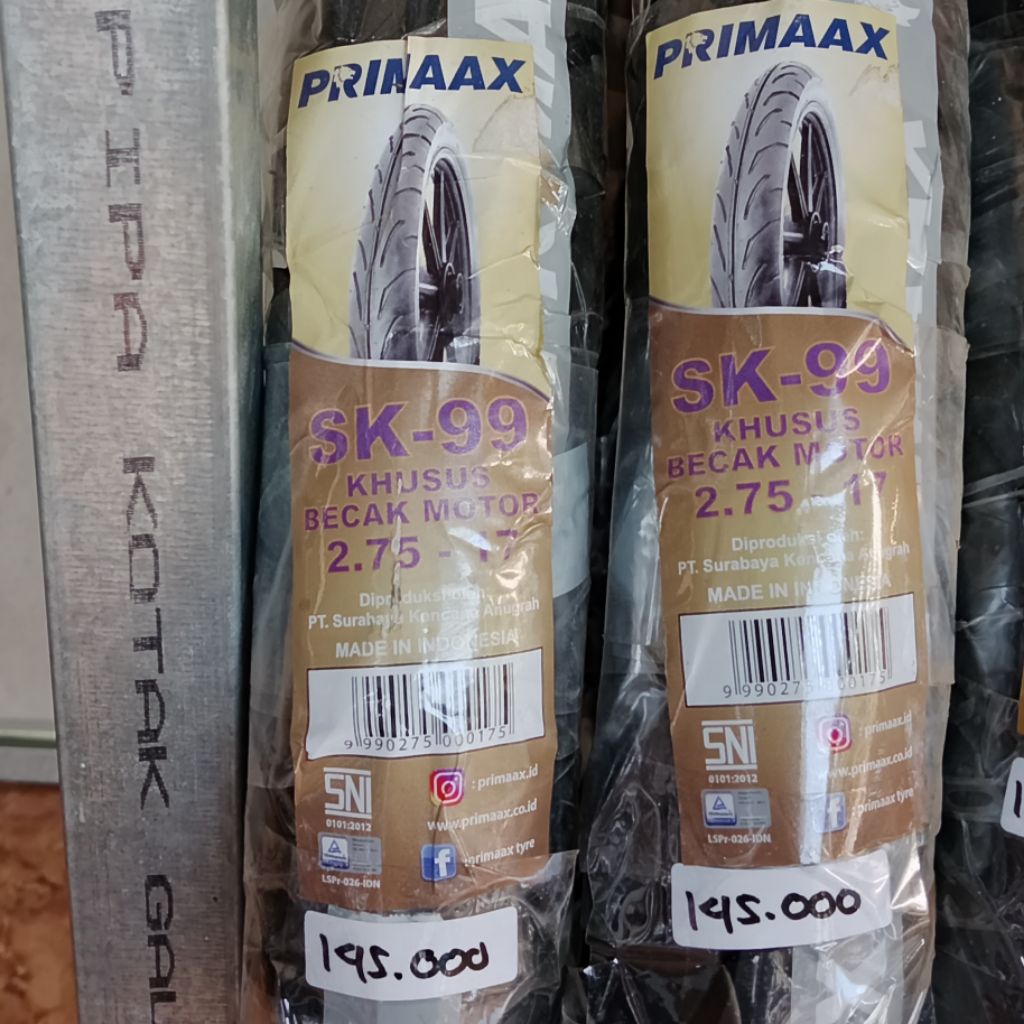 PIPA KOTAK GAL
PRIMAAX
SK-99
KHUSUS
BECAK MOTOR
2.75 - 17
Diproduksi oleh:
PT. Surabaya Kencana Anugrah
MADE IN INDONESIA
9 990275 000175
SNI
0101:2012
LSPr-026-IDN
: primaax.id
www.primaax.co.id
: primaax tyre
145.000
PRIMAAX
SK-99
KHUSUS
BECAK MOTOR
2.75 - 17
Diproduksi oleh:
PT. Surabaya Kencana Anugrah
MADE IN INDONESIA
9 990275 000175
SNI
0101:2012
LSPr-026-IDN
: primaax.id
www.primaax.co.id
: primaax tyre
145.000